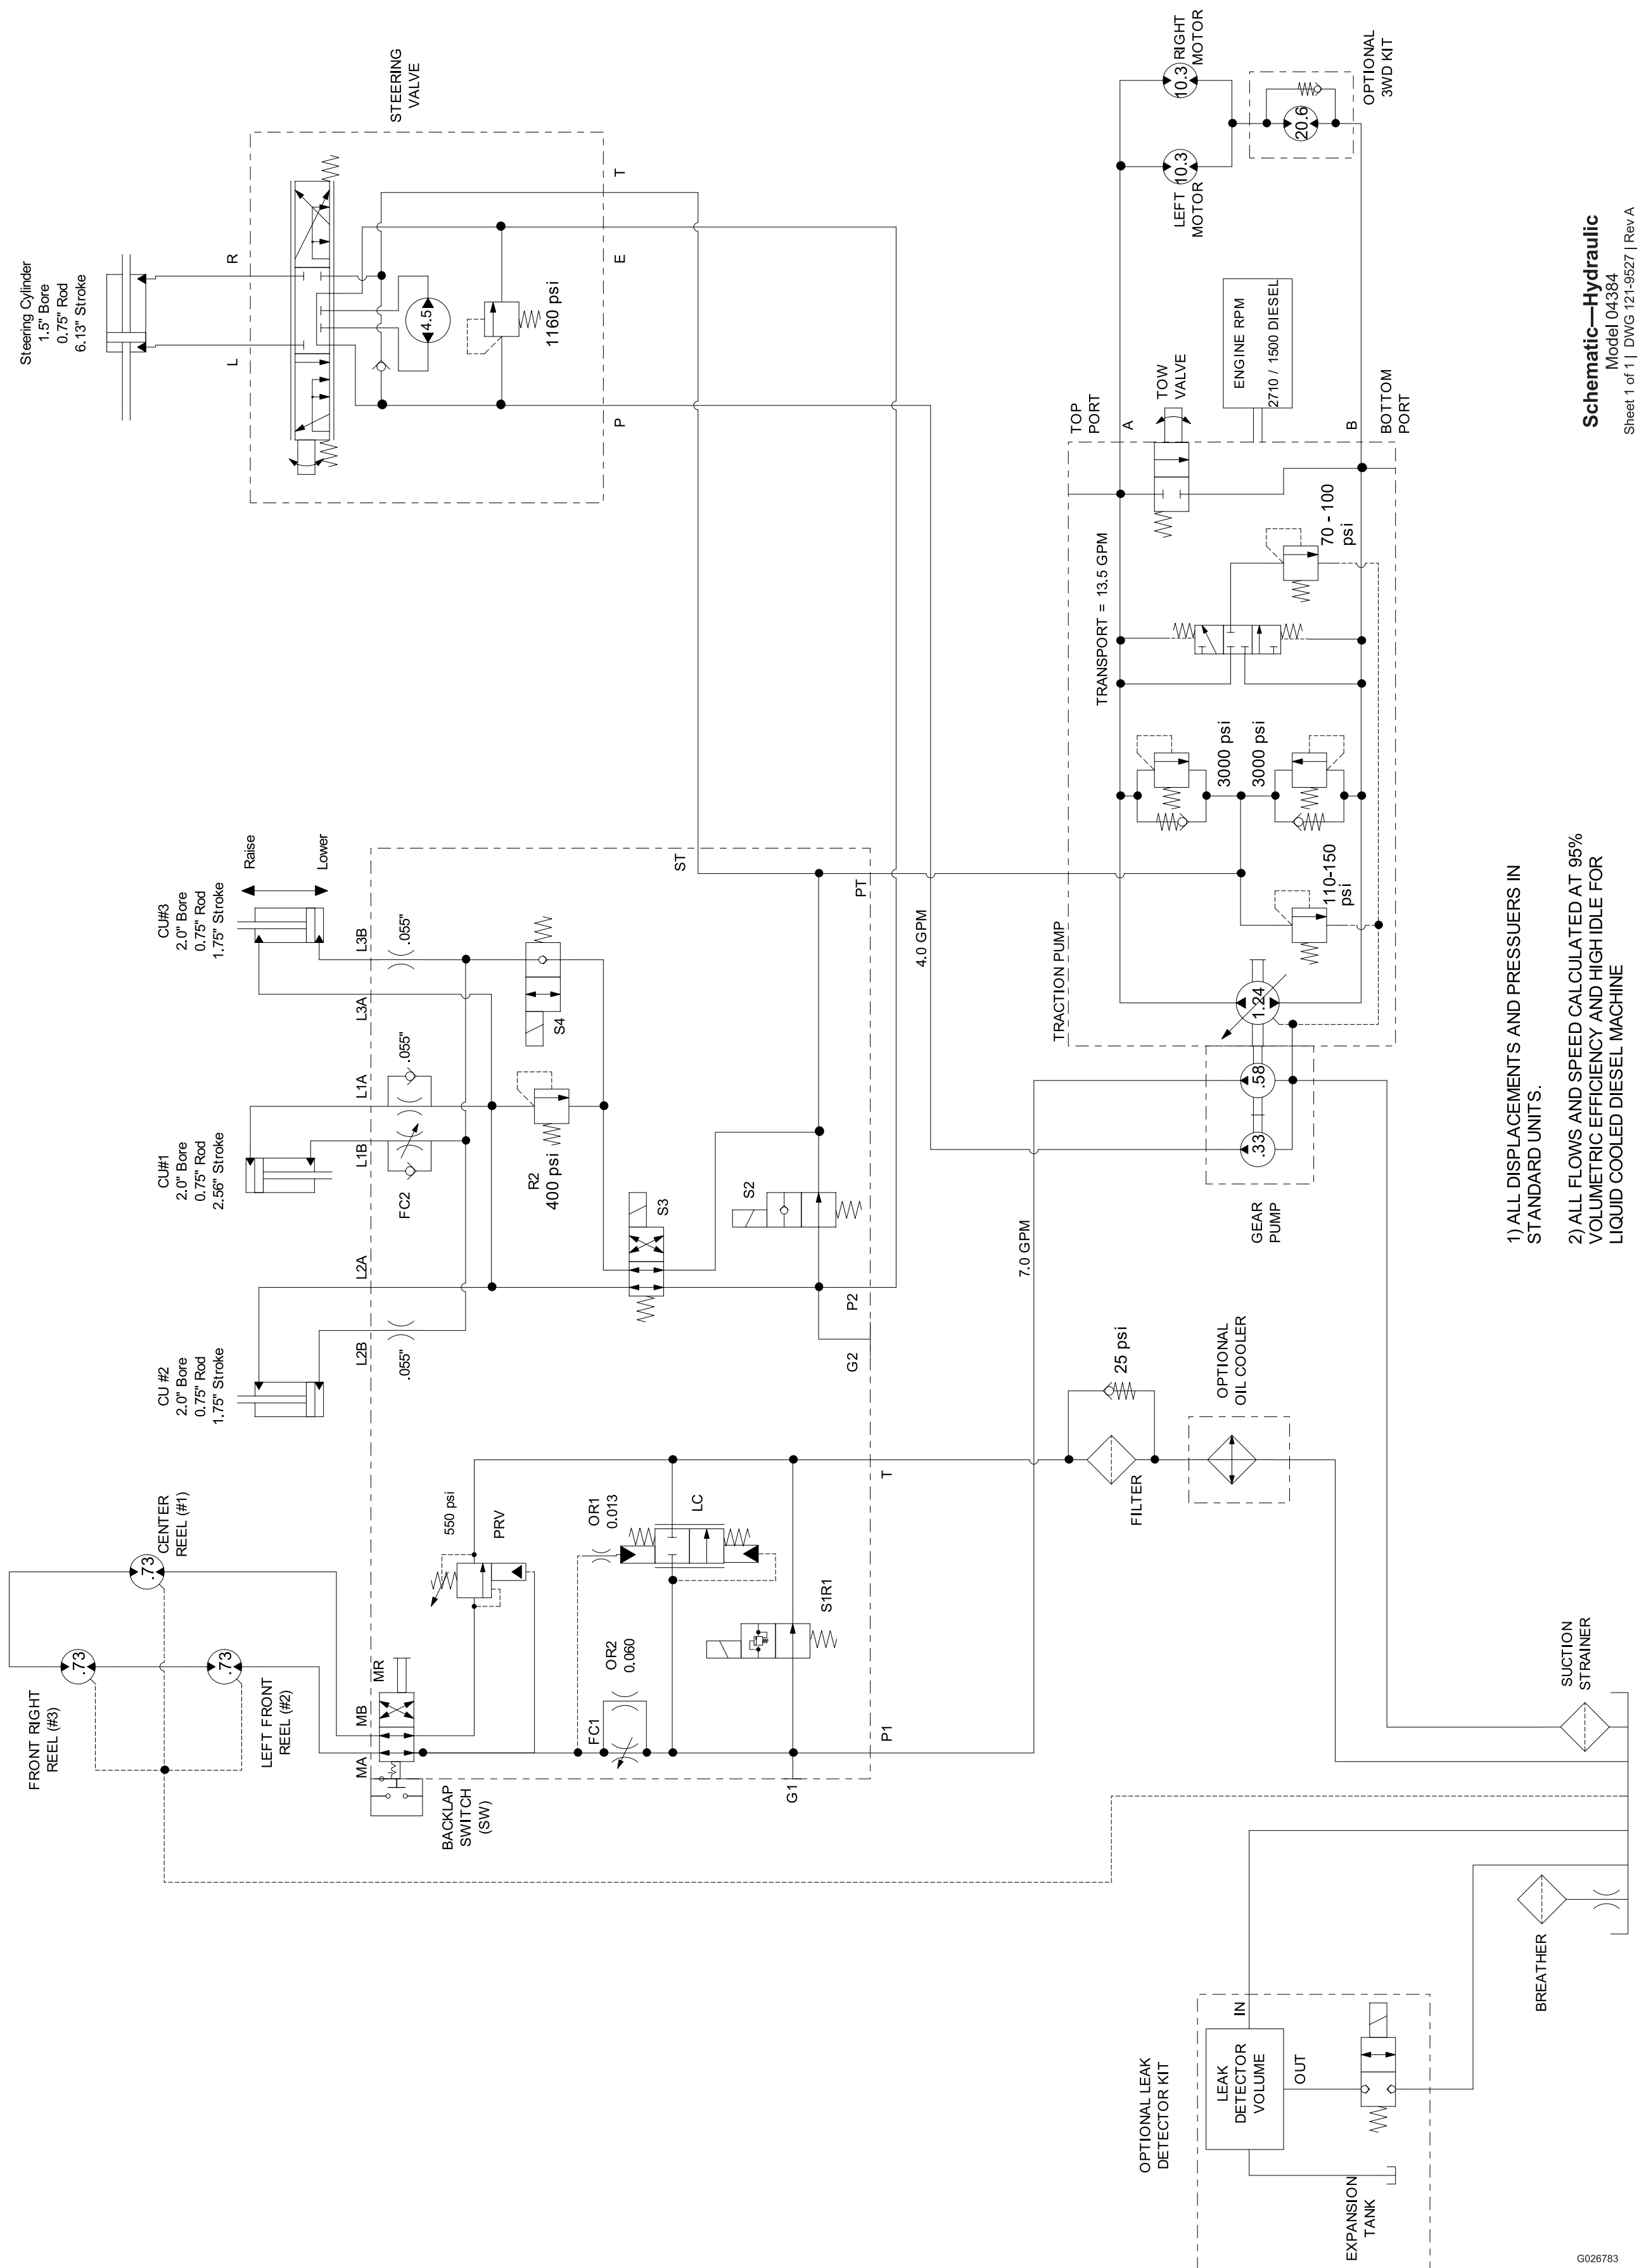 Steering Cylinder
1.5" Bore
0.75" Rod
6.13" Stroke
L
R
STEERING
VALVE
4.5
1160 psi
P
E
T
CU#3
2.0" Bore
0.75" Rod
1.75" Stroke
Raise
Lower
CU#1
2.0" Bore
0.75" Rod
2.56" Stroke
CU #2
2.0" Bore
0.75" Rod
1.75" Stroke
L2B
.055"
L2A
L1B
L1A
.055"
L3A
L3B
.055"
FC2
R2
400 psi
S4
S3
S2
G2
P2
PT
ST
FRONT RIGHT
REEL (#3)
.73
LEFT FRONT
REEL (#2)
.73
CENTER
REEL (#1)
.73
MA
MB
MR
BACKLAP
SWITCH
(SW)
550 psi
PRV
FC1
OR2
0.060
OR1
0.013
LC
S1R1
G1
P1
T
7.0 GPM
4.0 GPM
FILTER
25 psi
OPTIONAL
OIL COOLER
GEAR
PUMP
.33
.58
TRACTION PUMP
1.24
110-150
psi
3000 psi
3000 psi
TRANSPORT = 13.5 GPM
70 - 100
psi
TOP
PORT
A
TOW
VALVE
B
BOTTOM
PORT
ENGINE RPM
2710 / 1500 DIESEL
LEFT
MOTOR
10.3
10.3
RIGHT
MOTOR
20.6
OPTIONAL
3WD KIT
SUCTION
STRAINER
BREATHER
OPTIONAL LEAK
DETECTOR KIT
LEAK
DETECTOR
VOLUME
IN
OUT
EXPANSION
TANK
1) ALL DISPLACEMENTS AND PRESSUERS IN
STANDARD UNITS.
2) ALL FLOWS AND SPEED CALCULATED AT 95%
VOLUMETRIC EFFICIENCY AND HIGH IDLE FOR
LIQUID COOLED DIESEL MACHINE
Schematic—Hydraulic
Model 04384
Sheet 1 of 1 | DWG 121-9527 | Rev A
G026783